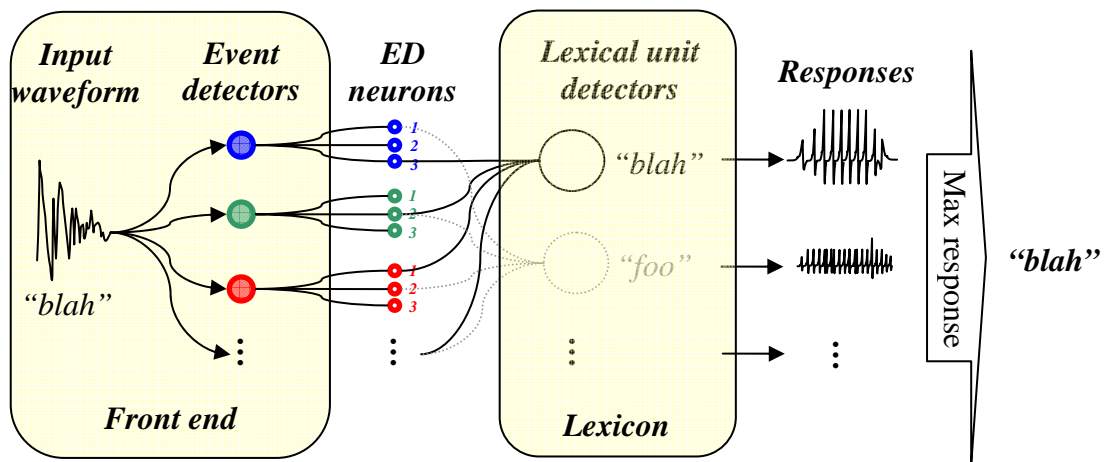 Input
waveform
Event
detectors
ED
neurons
Lexical unit
detectors
Responses
1
2
3
1
2
3
1
2
3
“blah”
“blah”
“foo”
Max response
“blah”
Front end
Lexicon